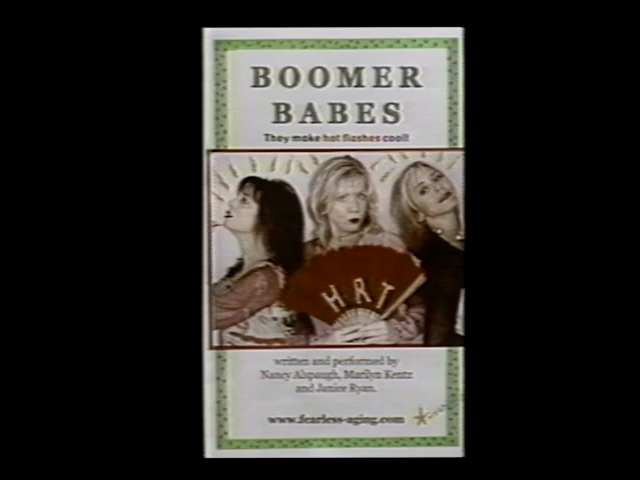 BOOMER
BABES
They make hot flashes cool!
HRT
written and performed by
Nancy Alspaugh, Marilyn Kentz
and Janice Ryan.
www.fearless-aging.com